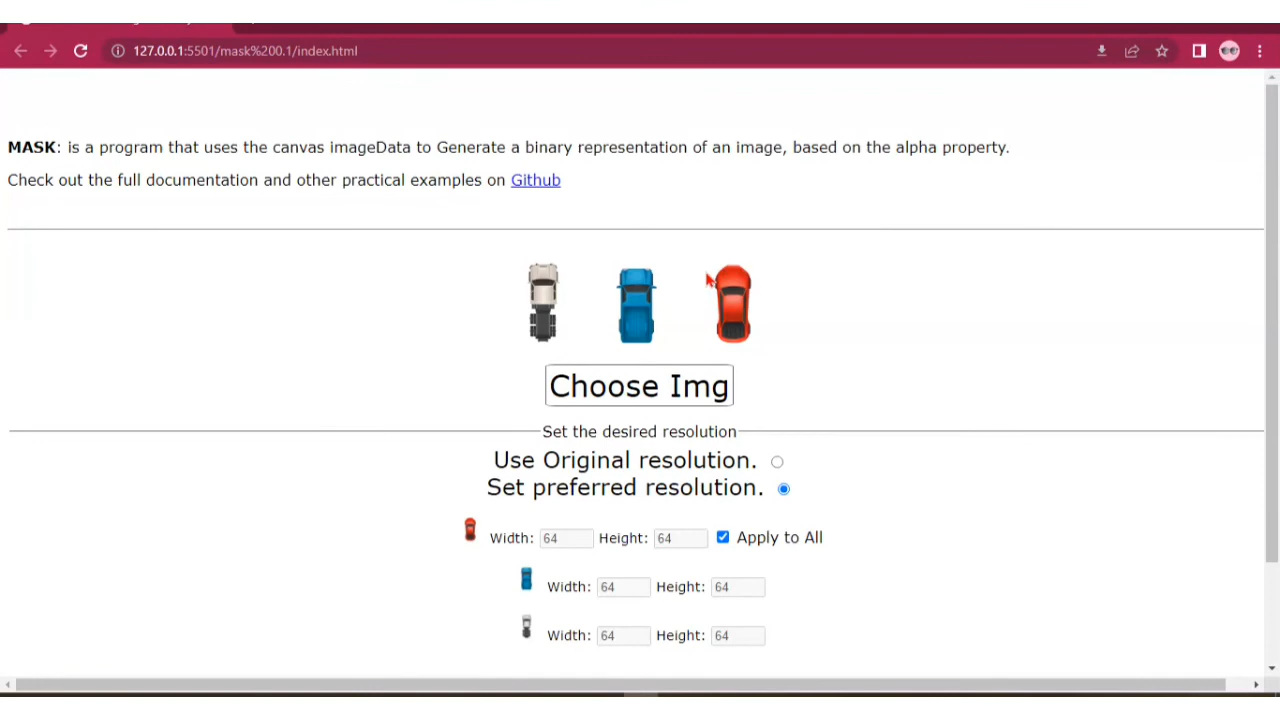 127.0.0.1:5501/mask%200.1/index.html
MASK: is a program that uses the canvas imageData to Generate a binary representation of an image, based on the alpha property.
Check out the full documentation and other practical examples on Github
Choose Img
Set the desired resolution
Use Original resolution.
Set preferred resolution.
Width: 64 Height: 64 Apply to All
Width: 64 Height: 64
Width: 64 Height: 64